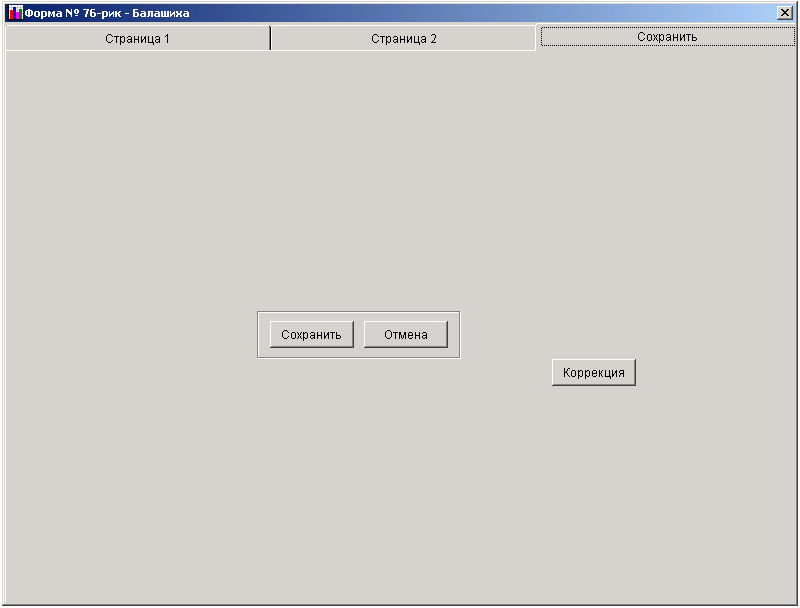 Форма № 76-рик - Балашиха
Страница 1
Страница 2
Сохранить
Сохранить
Отмена
Коррекция